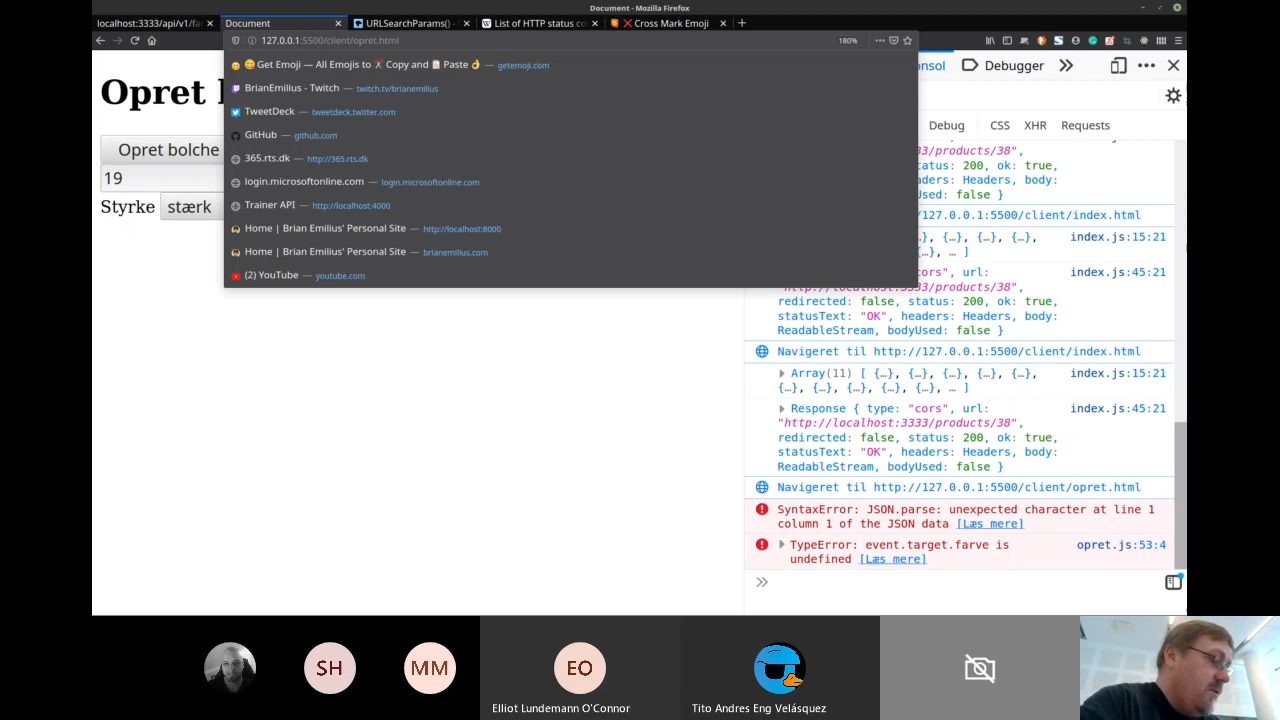 Document - Mozilla Firefox
localhost:3333/api/v1/far
Document
URLSearchParams() -
List of HTTP status co
❌ Cross Mark Emoji
127.0.0.1:5500/client/opret.html
180%
😋Get Emoji — All Emojis to ✂️Copy and 📋Paste 👌 — getemoji.com
BrianEmilius - Twitch — twitch.tv/brianemilius
TweetDeck — tweetdeck.twitter.com
GitHub — github.com
365.rts.dk — http://365.rts.dk
login.microsoftonline.com — login.microsoftonline.com
Trainer API — http://localhost:4000
Home | Brian Emilius' Personal Site — http://localhost:8000
Home | Brian Emilius' Personal Site — brianemilius.com
(2) YouTube — youtube.com
Opret
Opret bolche
19
Styrke stærk
onsol
Debugger
Debug CSS XHR Requests
33/products/38",
status: 200, ok: true,
aders: Headers, body:
Used: false }
/127.0.0.1:5500/client/index.html
…}, {…}, {…}, {…}, index.js:15:21
{…}, … ]
"cors", url: index.js:45:21
"http://localhost:3333/products/38",
redirected: false, status: 200, ok: true,
statusText: "OK", headers: Headers, body:
ReadableStream, bodyUsed: false }
Navigeret til http://127.0.0.1:5500/client/index.html
Array(11) [ {…}, {…}, {…}, {…}, {…}, index.js:15:21
{…}, {…}, {…}, {…}, {…}, … ]
Response { type: "cors", url: index.js:45:21
"http://localhost:3333/products/38",
redirected: false, status: 200, ok: true,
statusText: "OK", headers: Headers, body:
ReadableStream, bodyUsed: false }
Navigeret til http://127.0.0.1:5500/client/opret.html
SyntaxError: JSON.parse: unexpected character at line 1
column 1 of the JSON data [Læs mere]
TypeError: event.target.farve is opret.js:53:4
undefined [Læs mere]
SH
MM
EO
Elliot Lundemann O'Connor
Tito Andres Eng Velásquez